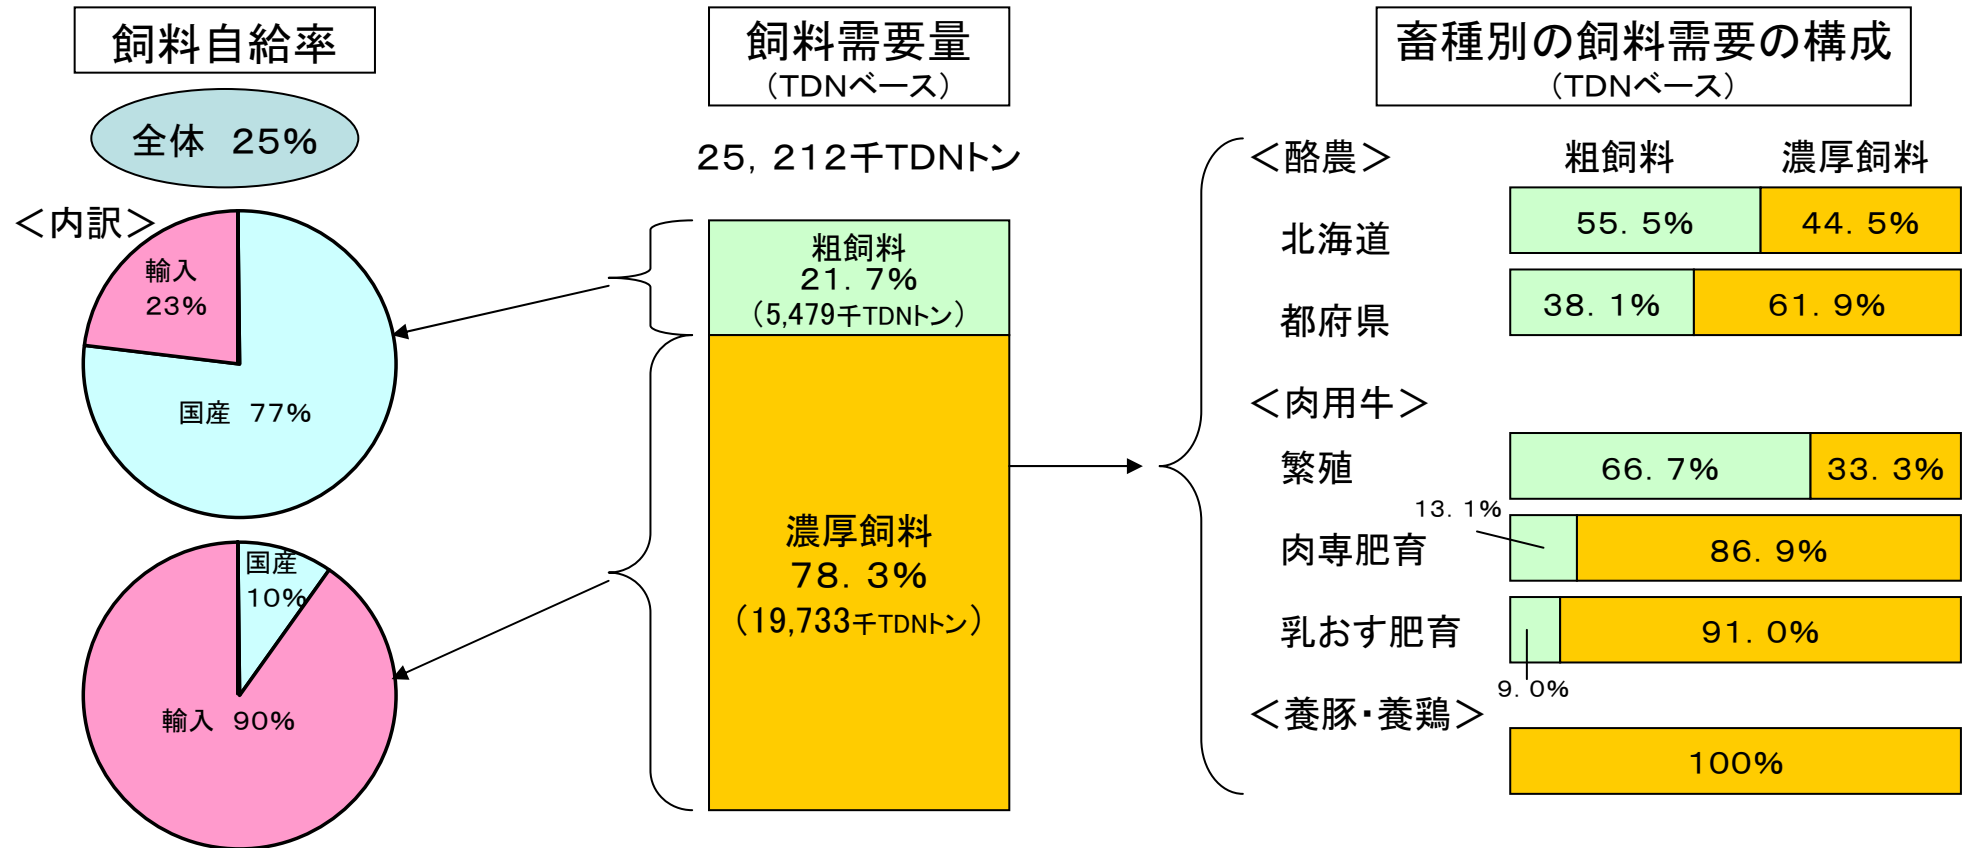 飼料自給率
全体　25%
＜内訳＞
輸入
23%
国産　77%
国産
10%
輸入　90%
飼料需要量
（TDNベース）
25，212千TDNトン
粗飼料
21．7%
（5,479千TDNトン）
濃厚飼料
78．3%
（19,733千TDNトン）
畜種別の飼料需要の構成
（TDNベース）
＜酪農＞　粗飼料　濃厚飼料
北海道　55．5%　44．5%
都府県　38．1%　61．9%
＜肉用牛＞
繁殖　66．7%　33．3%
13．1%
肉専肥育　86．9%
乳おす肥育　91．0%
9．0%
＜養豚・養鶏＞
100%